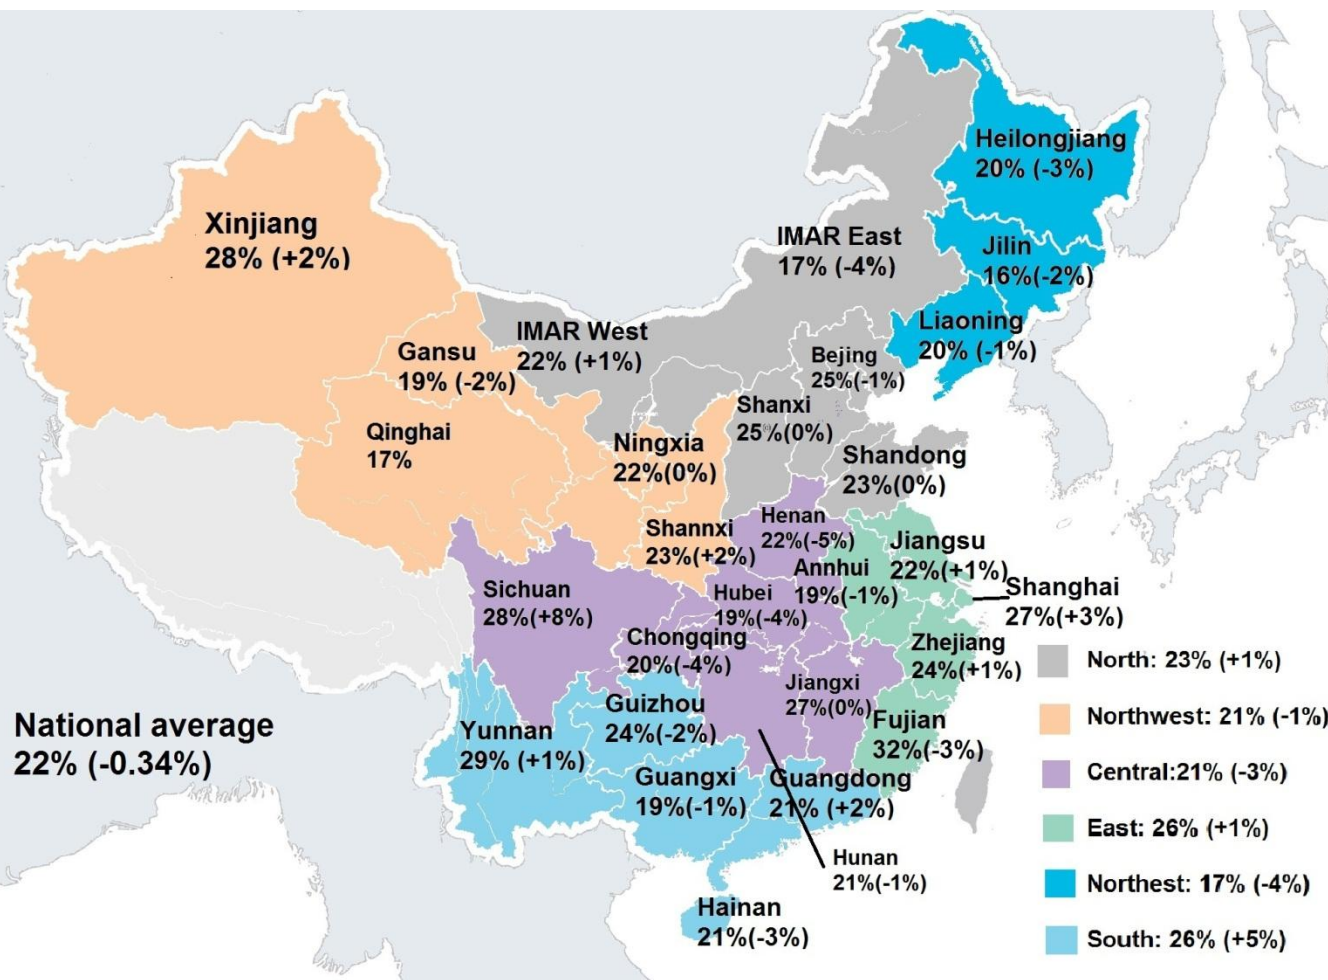 Heilongjiang
20% (-3%)
Xinjiang
28% (+2%)
IMAR East
17% (-4%)
Jilin
16%(-2%)
IMAR West
22% (+1%)
Liaoning
20% (-1%)
Gansu
19% (-2%)
Bejing
25%(-1%)
Shanxi
25%(0%)
Qinghai
17%
Ningxia
22%(0%)
Shandong
23%(0%)
Shannxi
23%(+2%)
Henan
22%(-5%)
Jiangsu
22%(+1%)
Annhui
19%(-1%)
Shanghai
27%(+3%)
Sichuan
28%(+8%)
Hubei
19%(-4%)
Chongqing
20%(-4%)
Zhejiang
24%(+1%)
Jiangxi
27%(0%)
Guizhou
24%(-2%)
Fujian
32%(-3%)
Yunnan
29% (+1%)
Guangxi
19%(-1%)
Guangdong
21% (+2%)
Hunan
21%(-1%)
Hainan
21%(-3%)
National average
22% (-0.34%)
North: 23% (+1%)
Northwest: 21% (-1%)
Central:21% (-3%)
East: 26% (+1%)
Northest: 17% (-4%)
South: 26% (+5%)